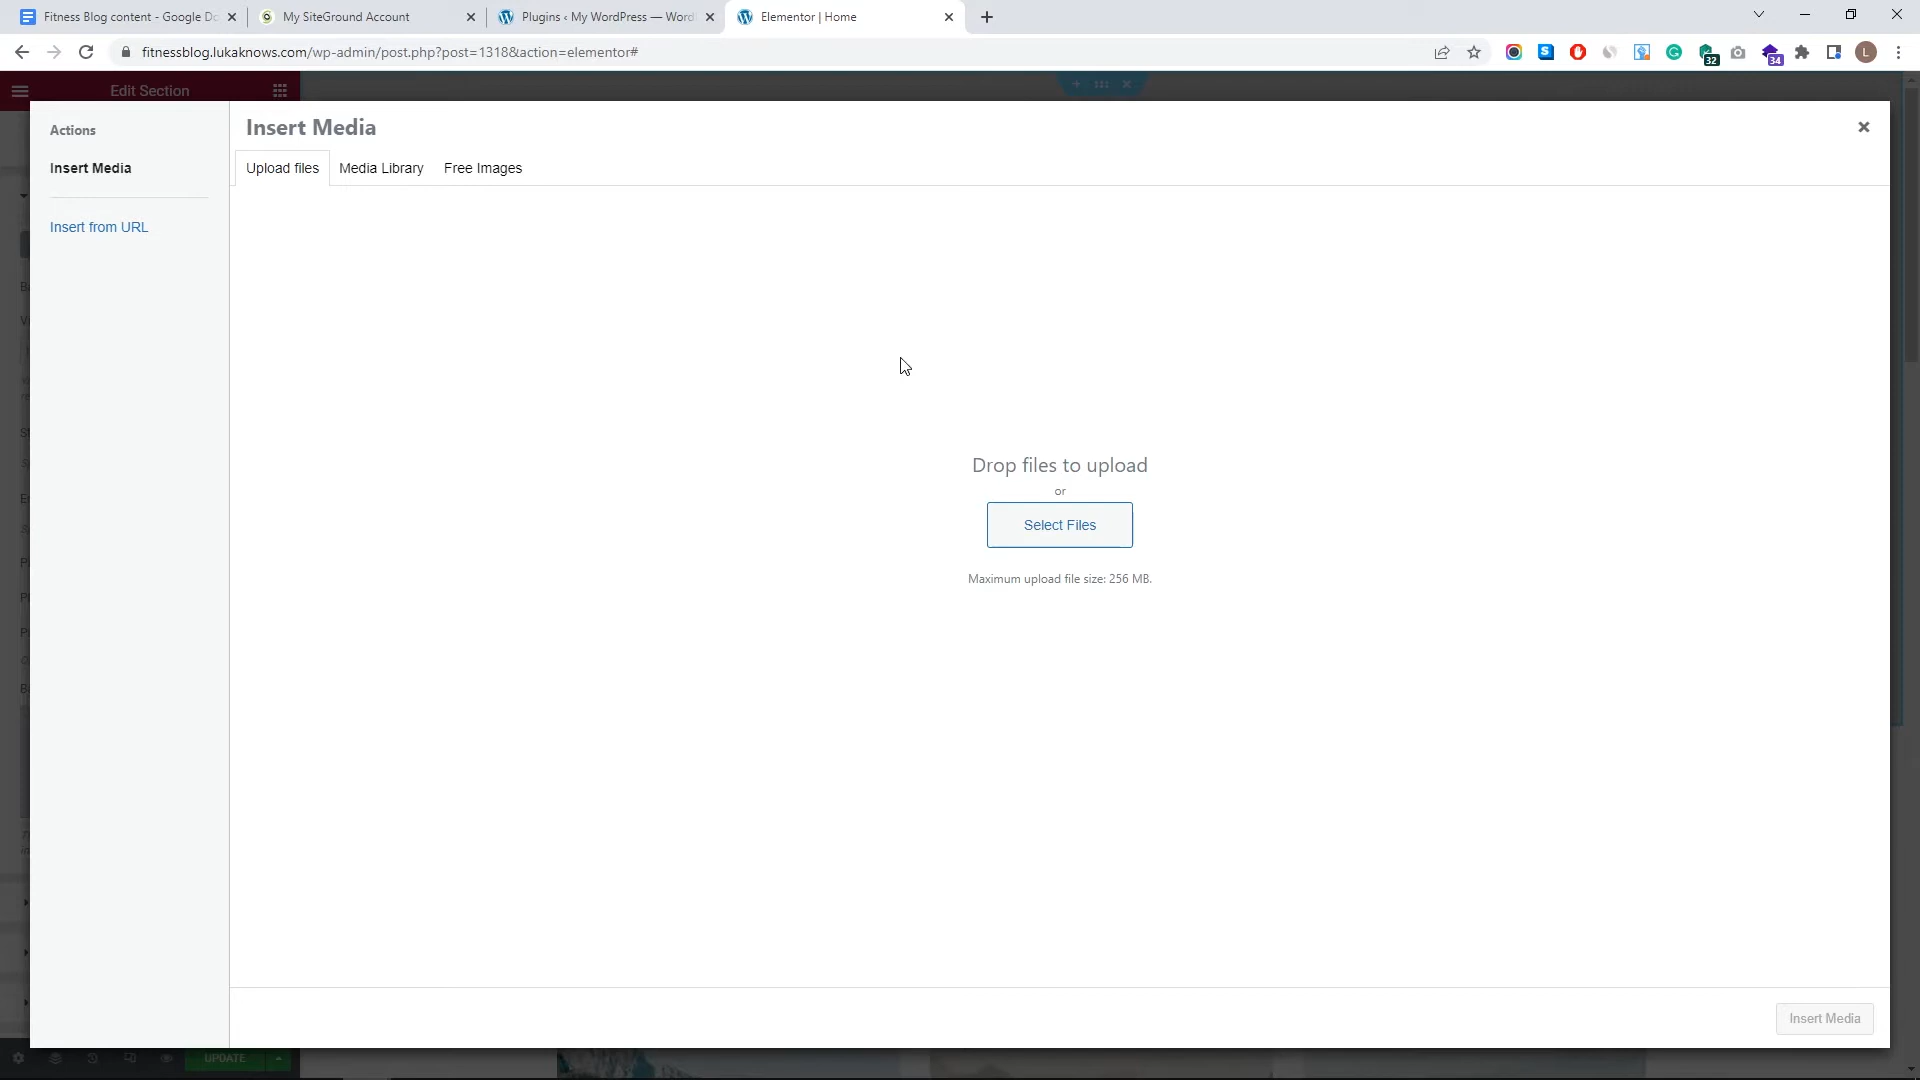 Fitness Blog content - Google Do
My SiteGround Account
Plugins ‹ My WordPress — Word
Elementor | Home
fitnessblog.lukaknows.com/wp-admin/post.php?post=1318&action=elementor#
32
34
L
Edit Section
Actions
Insert Media
Insert from URL
Insert Media
Upload files
Media Library
Free Images
Drop files to upload
or
Select Files
Maximum upload file size: 256 MB.
Insert Media
UPDATE